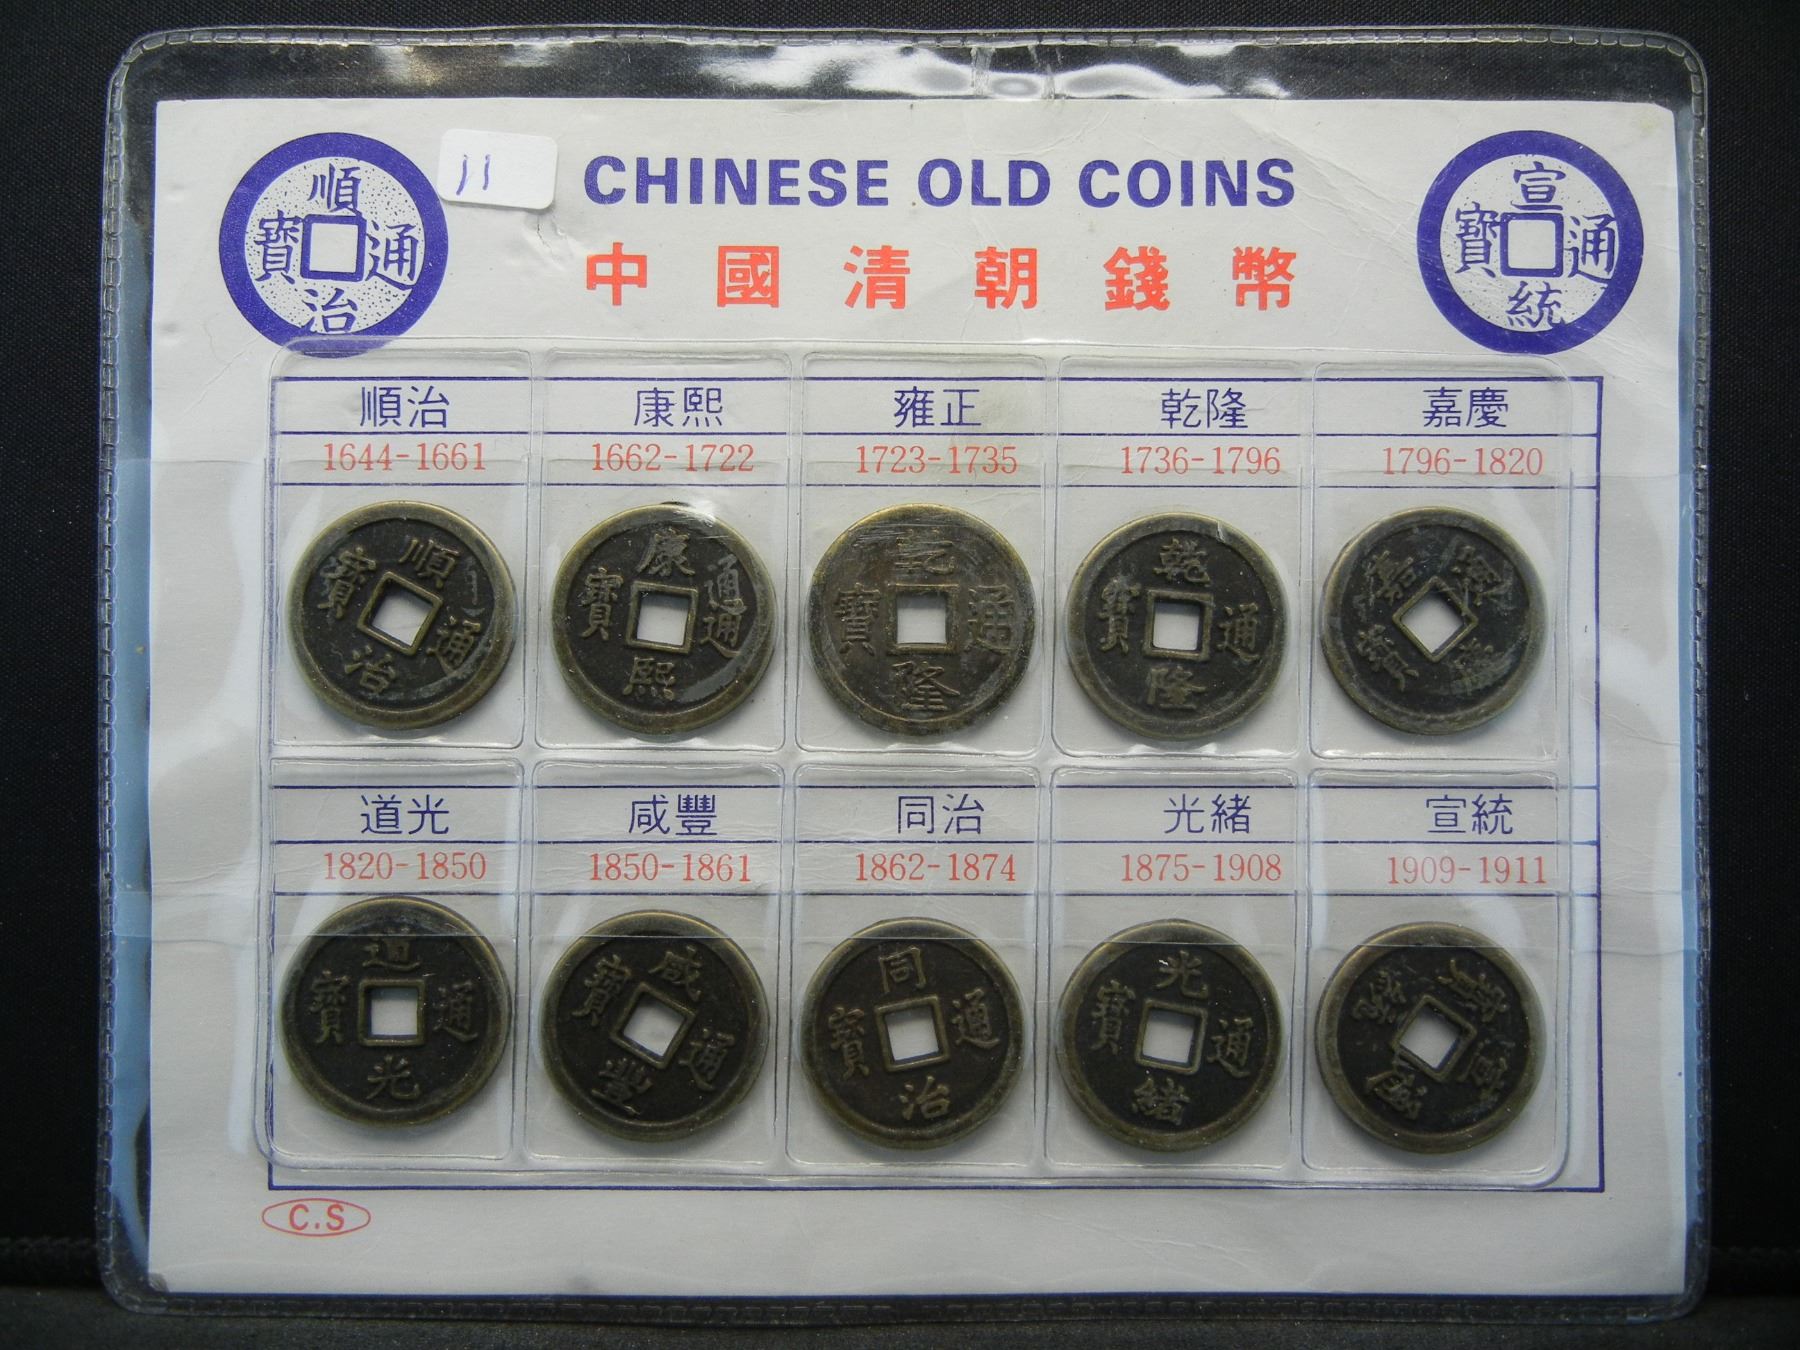 順治通寶
11
CHINESE OLD COINS
中國清朝錢幣
宣統通寶
順治 康熙 雍正 乾隆 嘉慶
1644-1661 1662-1722 1723-1735 1736-1796 1796-1820
順治通寶
康熙通寶
乾隆通寶
乾隆通寶
嘉慶通寶
道光 咸豐 同治 光緒 宣統
1820-1850 1850-1861 1862-1874 1875-1908 1909-1911
道光通寶
咸豐通寶
同治通寶
光緒通寶
C.S